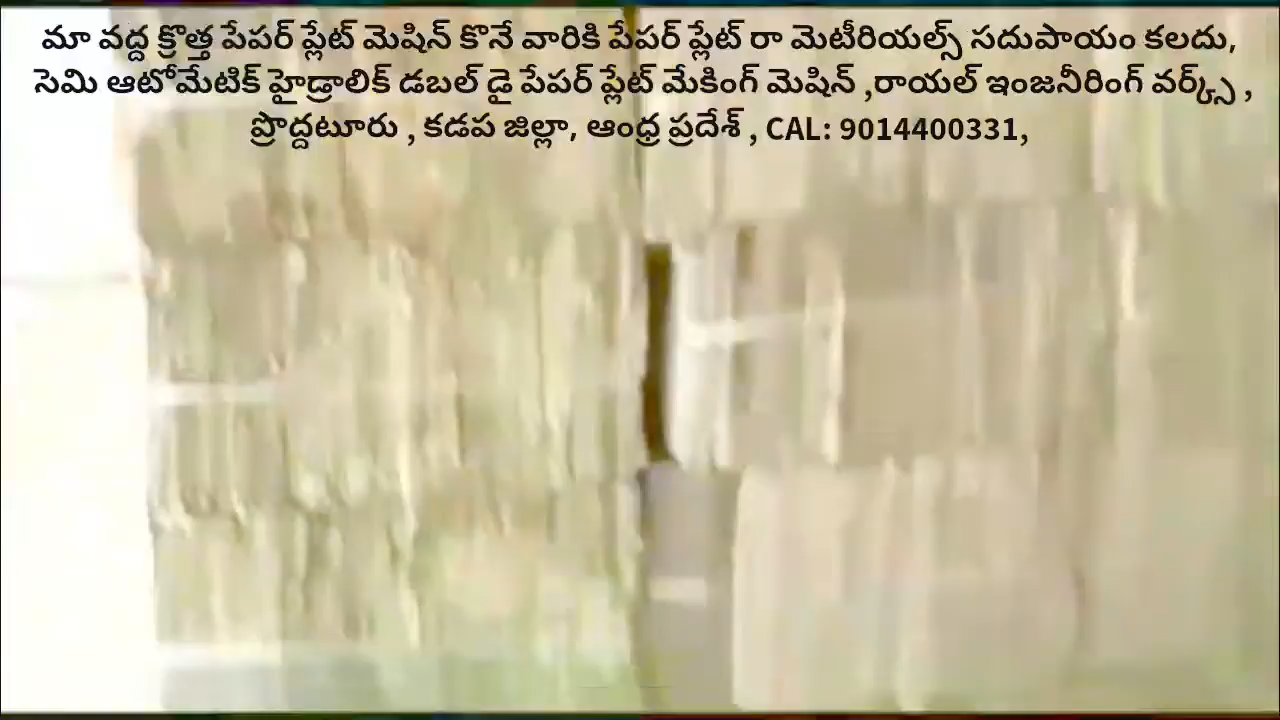 మా వద్ద క్రొత్త పేపర్ ప్లేట్ మెషిన్ కొనే వారికి పేపర్ ప్లేట్ రా మెటీరియల్స్ సదుపాయం కలదు,
సెమి ఆటోమేటిక్ హైడ్రాలిక్ డబల్ డై పేపర్ ప్లేట్ మేకింగ్ మెషిన్ ,రాయల్ ఇంజనీరింగ్ వర్క్స్ ,
ప్రొద్దటూరు , కడప జిల్లా, ఆంధ్ర ప్రదేశ్ , CAL: 9014400331,